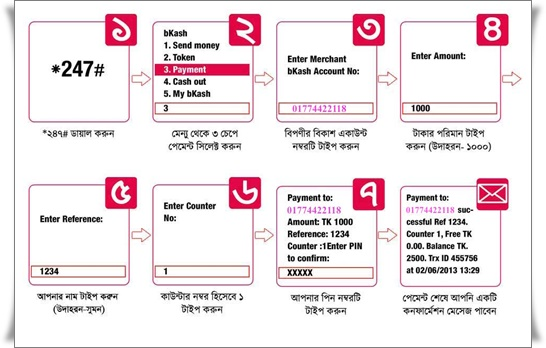 ১
*247#
*২৪৭# ডায়াল করুন
২
bKash
1. Send money
2. Token
3. Payment
4. Cash out
5. My bKash
3
মেন্যু থেকে ৩ চেপে
পেমেন্ট সিলেক্ট করুন
৩
Enter Merchant
bKash Account No:
01774422118
বিপণীর বিকাশ একাউন্ট
নম্বরটি টাইপ করুন
৪
Enter Amount:
1000
টাকার পরিমান টাইপ
করুন (উদাহরন- ১০০০)
৫
Enter Reference:
1234
আপনার নাম টাইপ করুন
(উদাহরন-সুমন)
৬
Enter Counter
No:
1
কাউন্টার নম্বর হিসেবে ১
টাইপ করুন
৭
Payment to:
01774422118
Amount: TK 1000
Reference: 1234
Counter :1Enter PIN
to confirm:
XXXXX
আপনার পিন নম্বরটি
টাইপ করুন
Payment to:
01774422118 suc-
cessful Ref 1234.
Counter 1, Free TK
0.00. Balance TK.
2500. Trx ID 455756
at 02/06/2013 13:29
পেমেন্ট শেষে আপনি একটি
কনফার্মেশন মেসেজ পাবেন